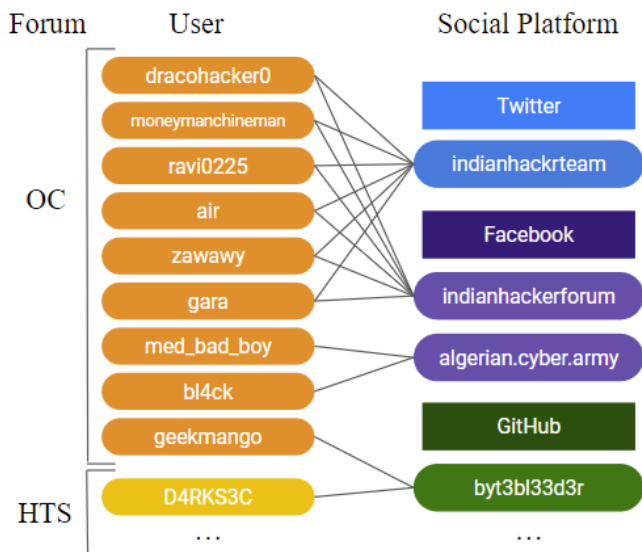 Forum User Social Platform
OC
dracohacker0
moneymanchineman
ravi0225
air
zawawy
gara
med_bad_boy
bl4ck
geekmango
HTS
D4RKS3C
...
Twitter
indianhackrteam
Facebook
indianhackerforum
algerian.cyber.army
GitHub
byt3bl33d3r
...